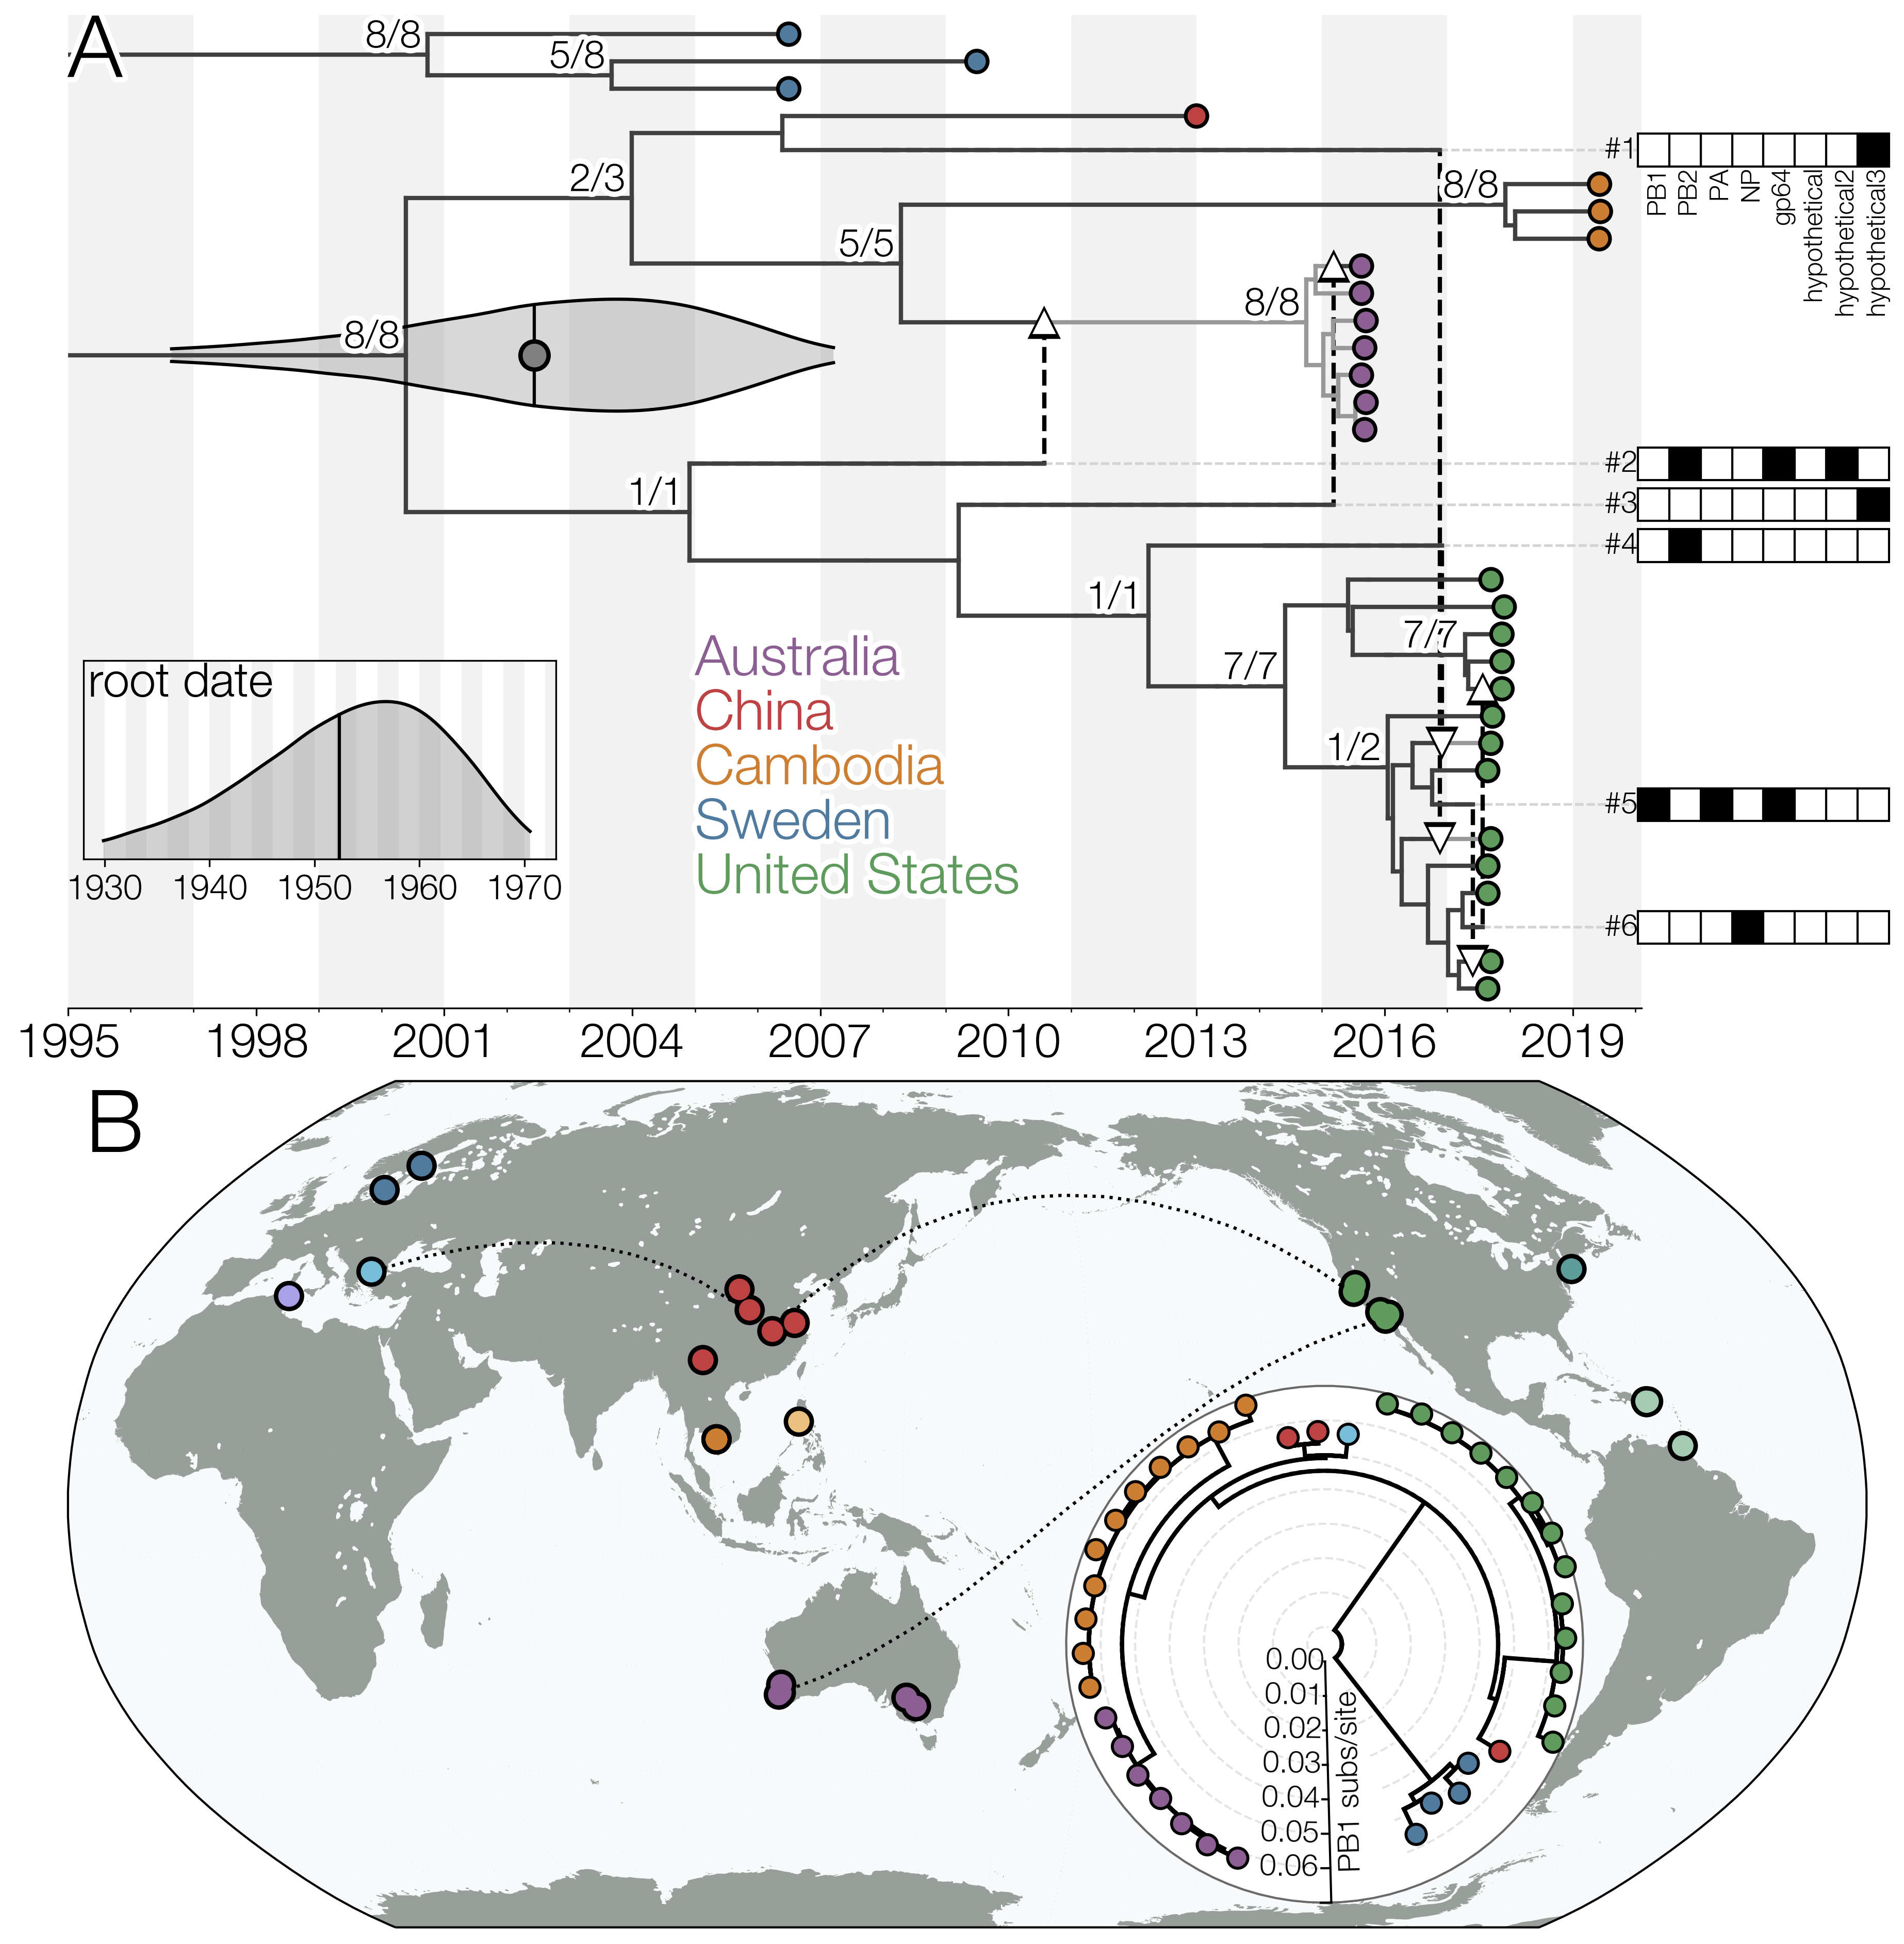 A
8/8
5/8
2/3
#1
8/8
PB1
PB2
PA
NP
gp64
hypothetical
hypothetical2
hypothetical3
5/5
8/8
8/8
#2
1/1
#3
#4
1/1
7/7
7/7
1/2
#5
#6
Australia
China
Cambodia
Sweden
United States
root date
1930 1940 1950 1960 1970
1995 1998 2001 2004 2007 2010 2013 2016 2019
B
0.00
0.01
0.02
0.03
0.04
0.05
0.06
PB1 subs/site